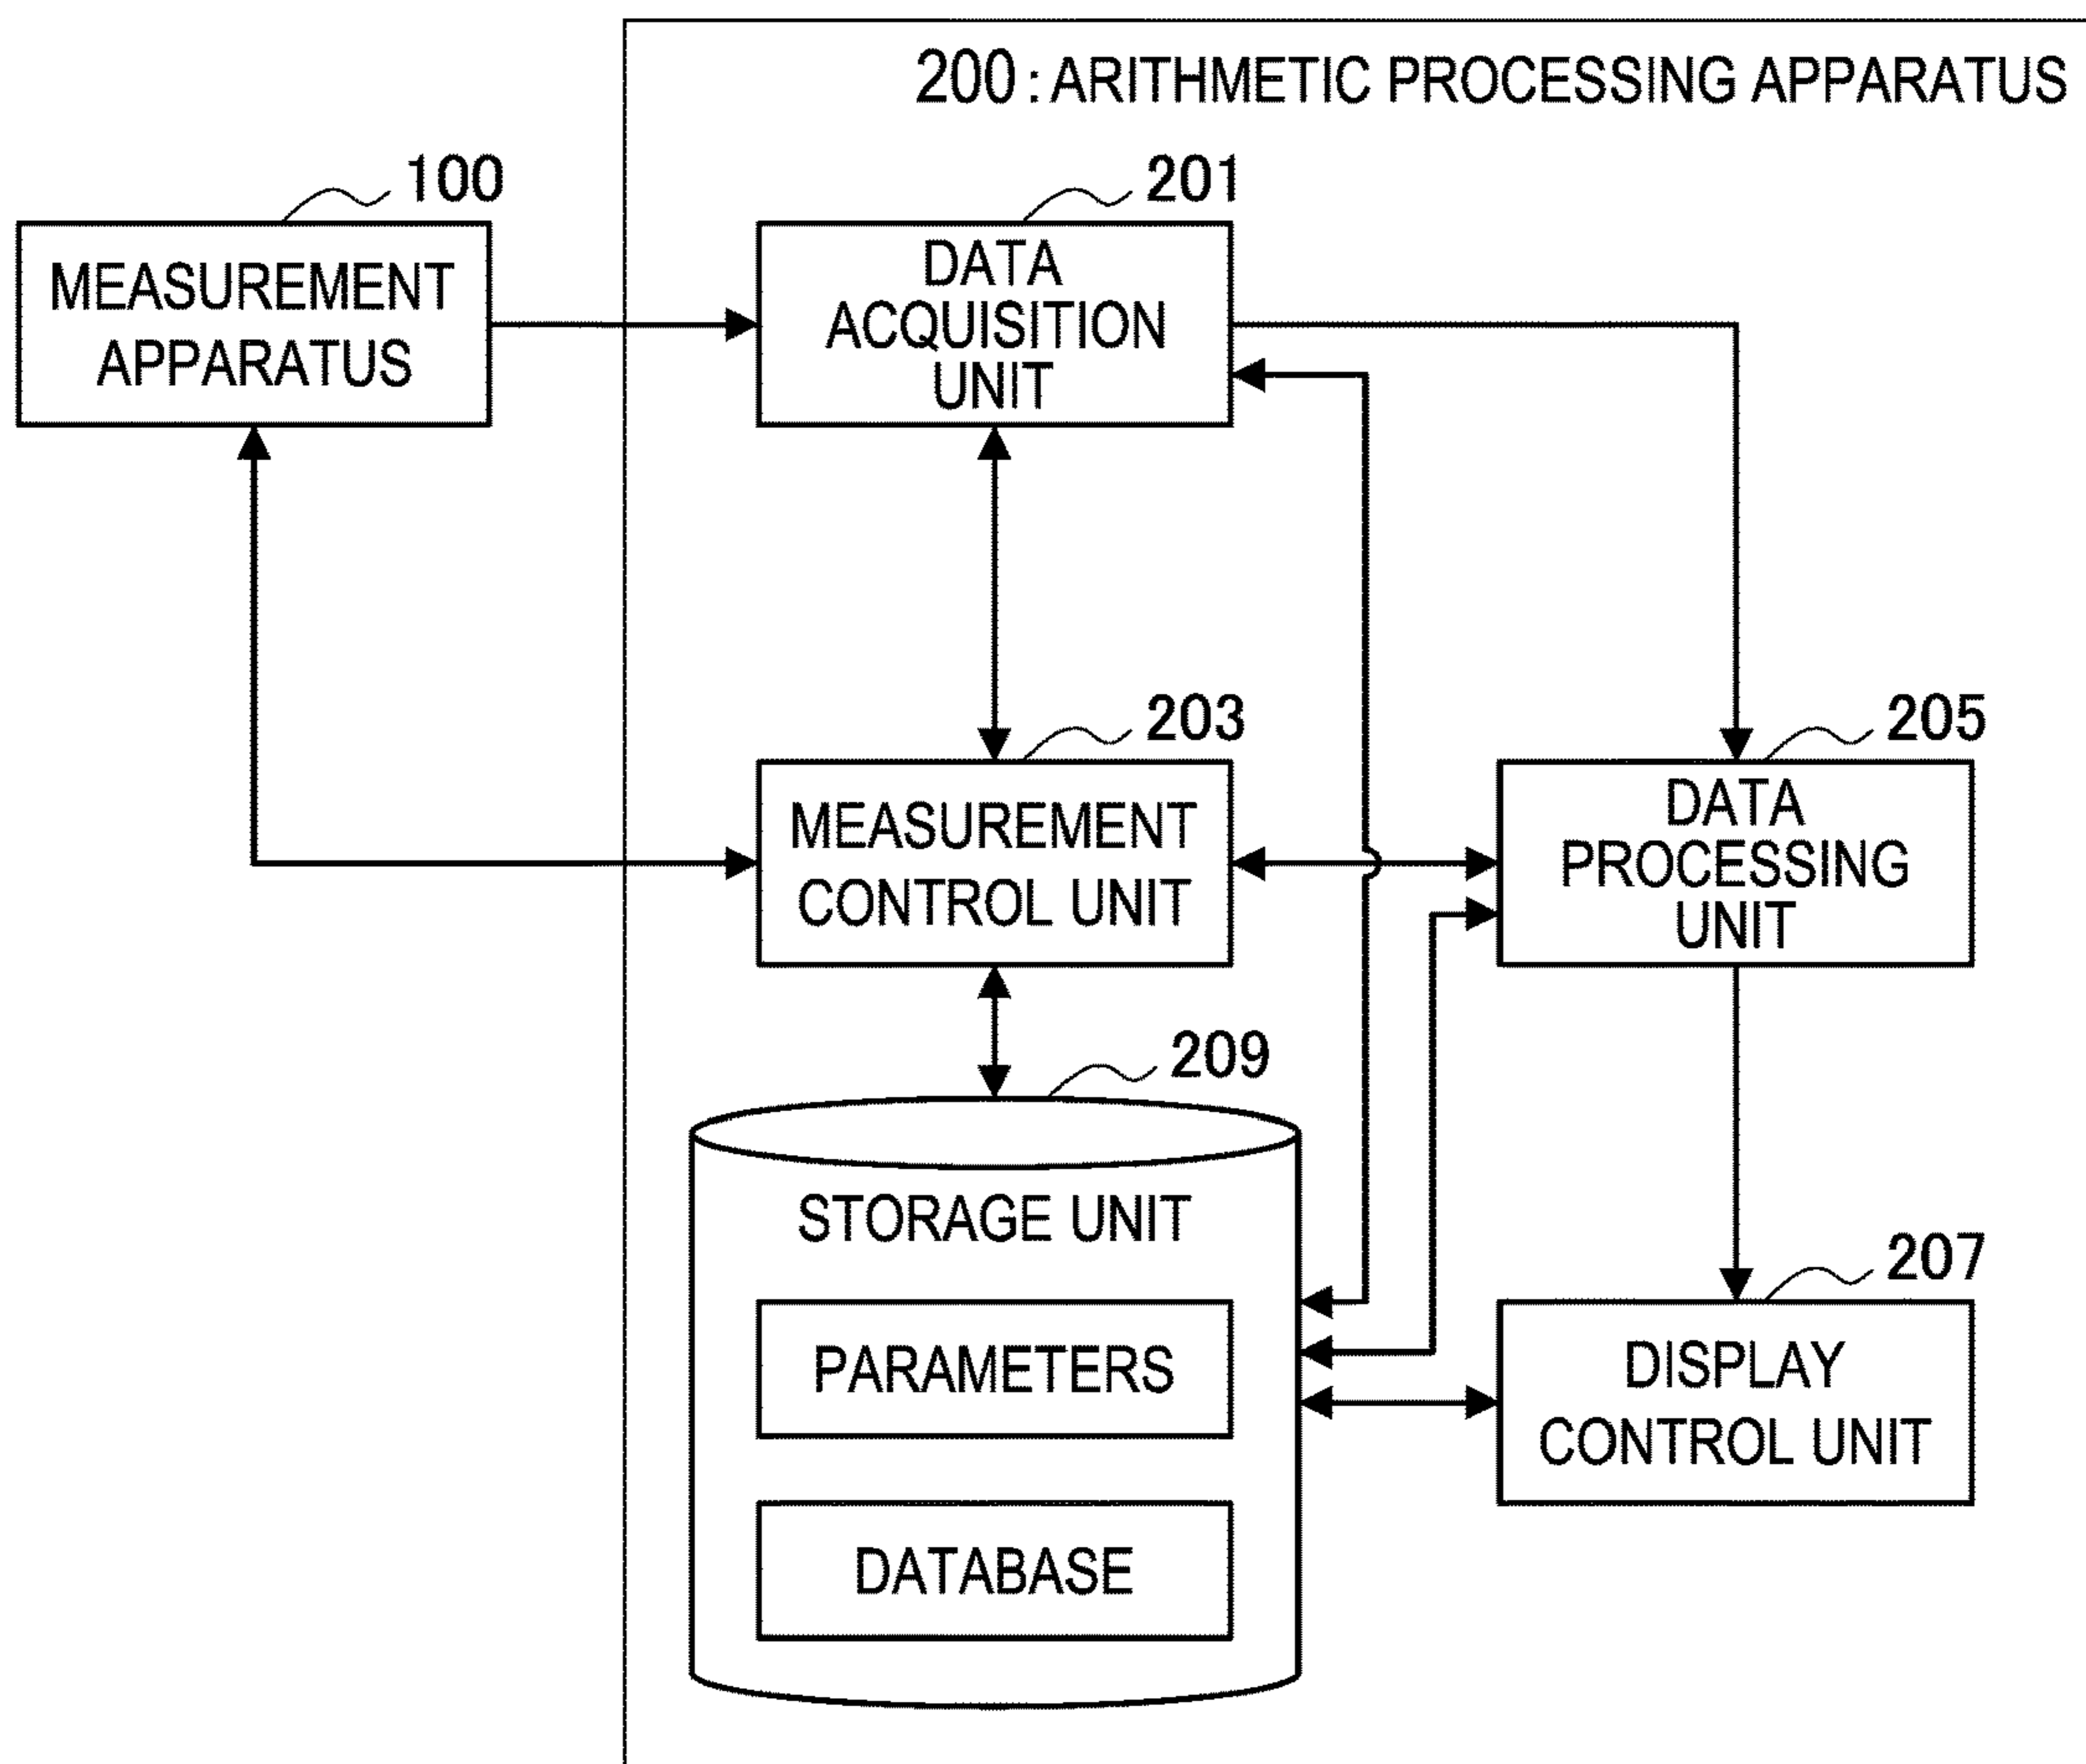 200 : ARITHMETIC PROCESSING APPARATUS
100
MEASUREMENT
APPARATUS
201
DATA
ACQUISITION
UNIT
203
MEASUREMENT
CONTROL UNIT
205
DATA
PROCESSING
UNIT
209
STORAGE UNIT
PARAMETERS
DATABASE
207
DISPLAY
CONTROL UNIT